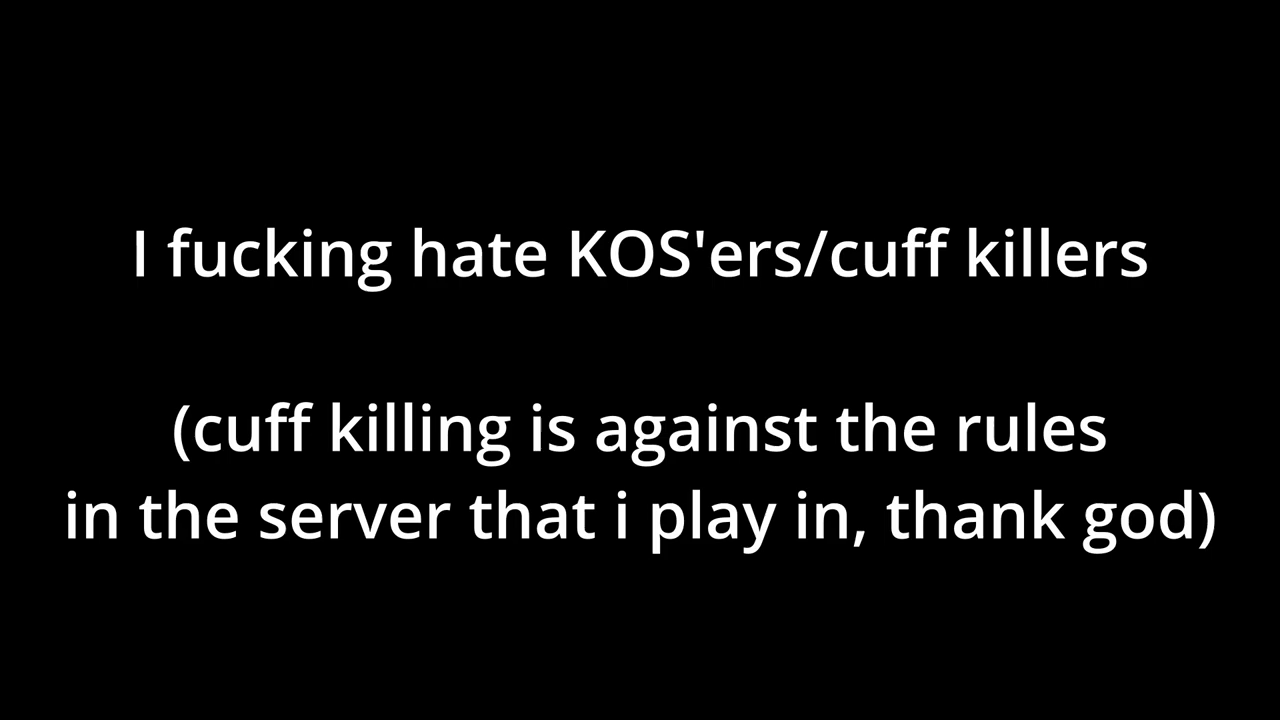 I fucking hate KOS'ers/cuff killers
(cuff killing is against the rules
in the server that i play in, thank god)